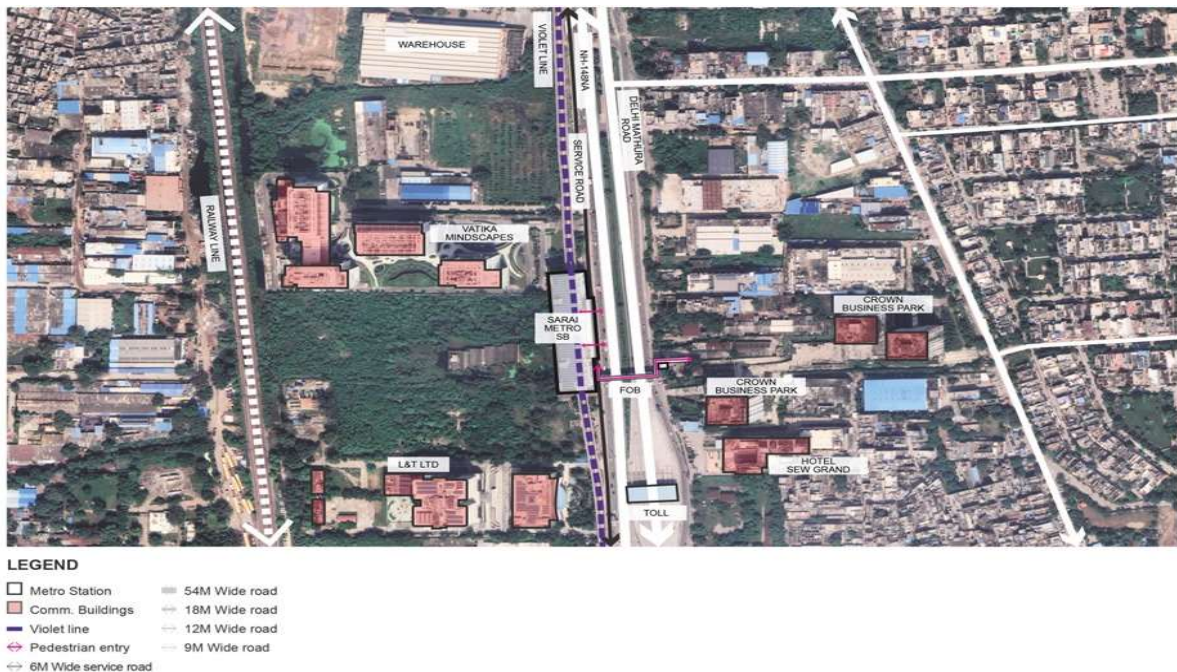 WAREHOUSE
VIOLET LINE
NH-148NA
DELHI MATHURA
ROAD
SERVICE ROAD
RAILWAY LINE
VATIKA
MINDSCAPES
SARAI
METRO
SB
CROWN
BUSINESS PARK
FOB
CROWN
BUSINESS PARK
L&T LTD
HOTEL
SEW GRAND
TOLL
LEGEND
Metro Station
Comm. Buildings
Violet line
Pedestrian entry
6M Wide service road
54M Wide road
18M Wide road
12M Wide road
9M Wide road